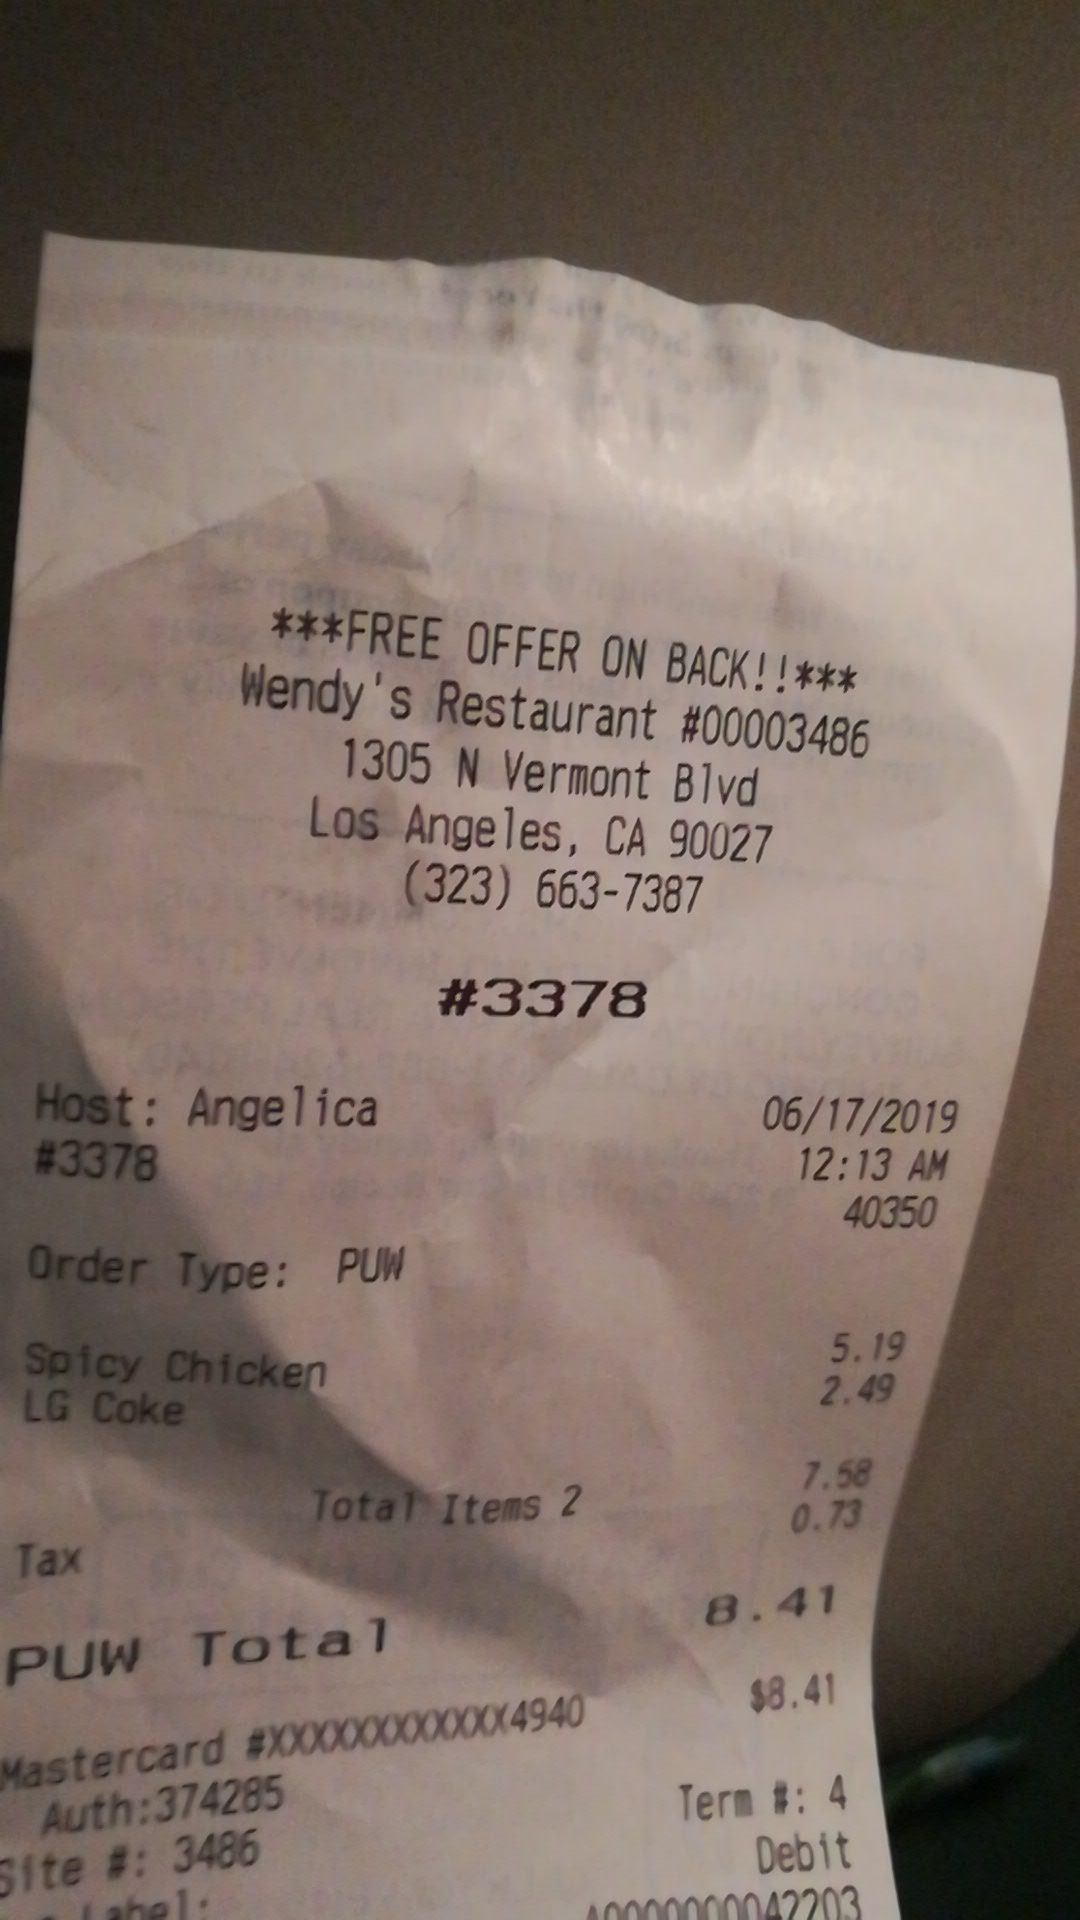 ***FREE OFFER ON BACK!!***
Wendy's Restaurant #00003486
1305 N Vermont Blvd
Los Angeles, CA 90027
(323) 663-7387
#3378
Host: Angelica 06/17/2019
#3378 12:13 AM
40350
Order Type: PUW
Spicy Chicken 5.19
LG Coke 2.49
Total Items 2 7.68
Tax 0.73
PUW Total 8.41
Mastercard #XXXXXXXXXXXX4940 $8.41
Auth:374285
Site #: 3486 Term #: 4
Debit
Label: A0000000042203